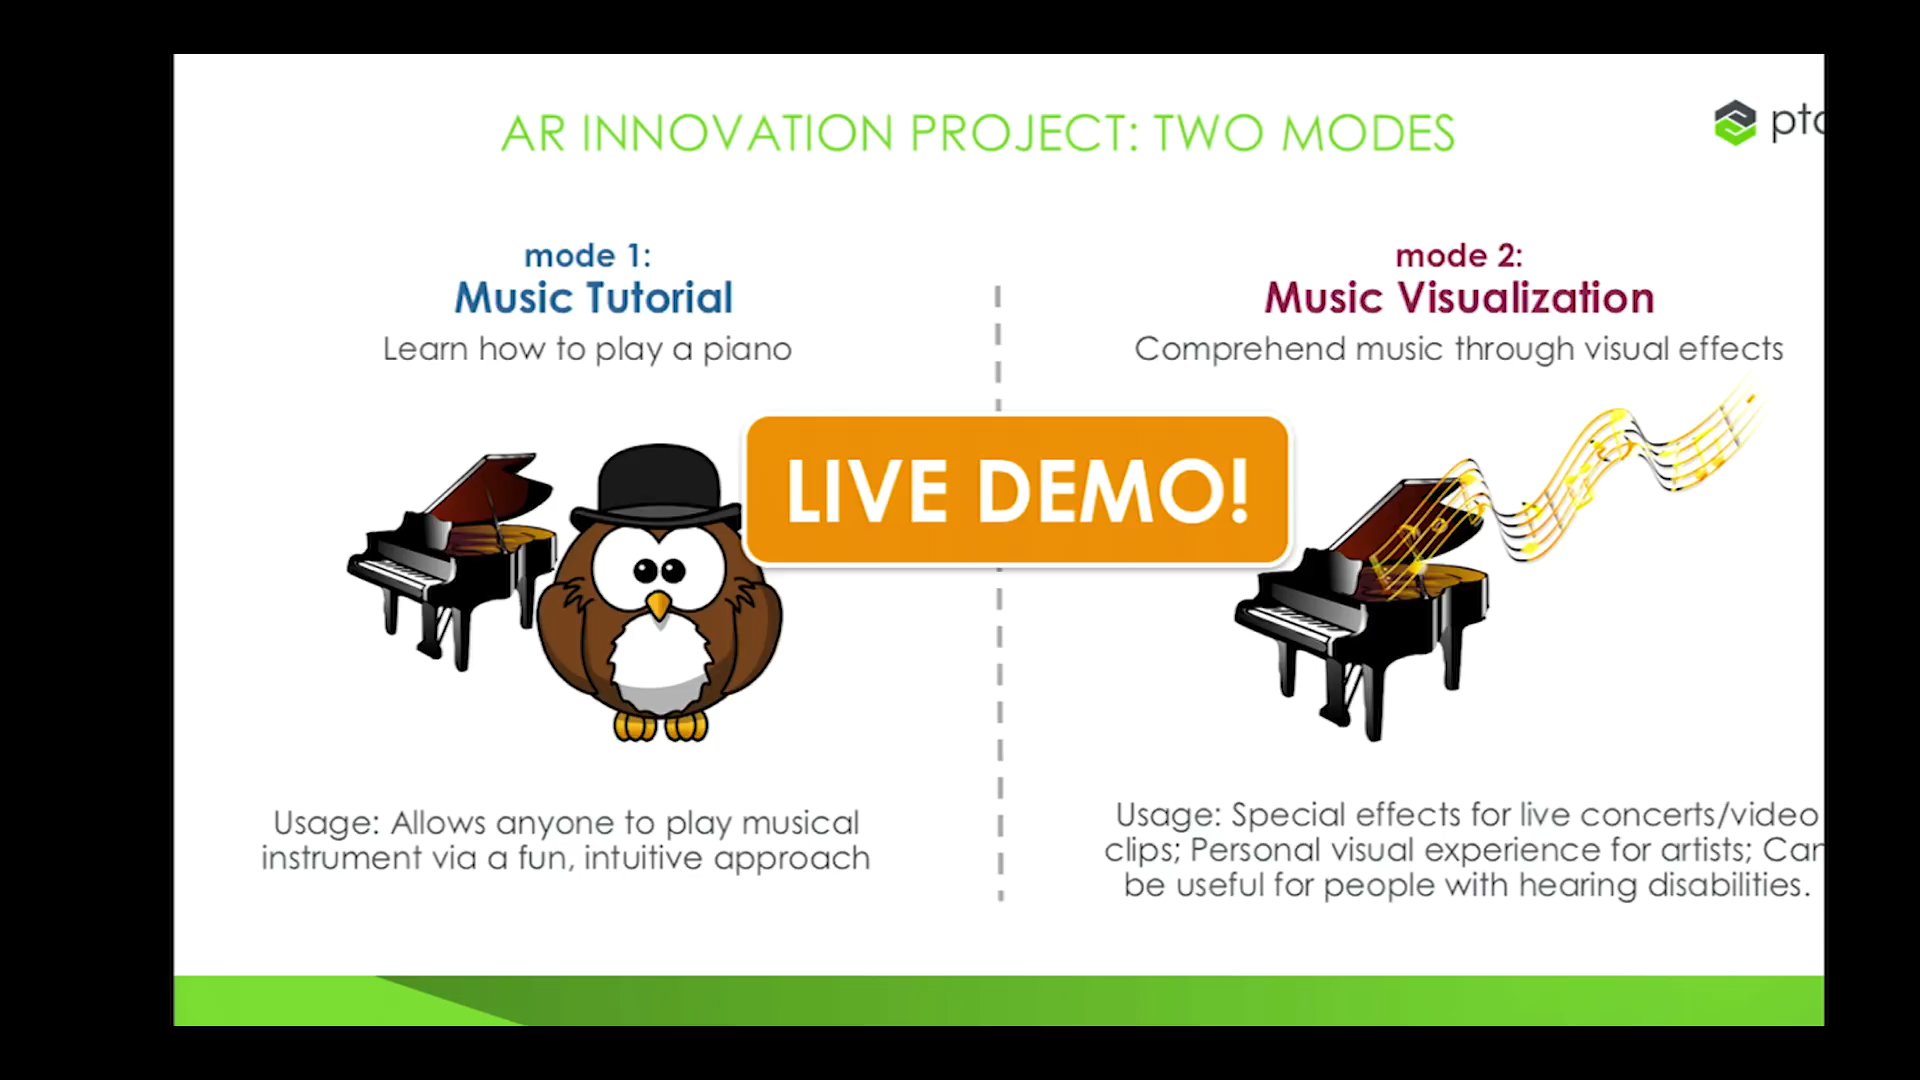 AR INNOVATION PROJECT: TWO MODES
ptc
mode 1:
Music Tutorial
Learn how to play a piano
mode 2:
Music Visualization
Comprehend music through visual effects
LIVE DEMO!
Usage: Allows anyone to play musical
instrument via a fun, intuitive approach
Usage: Special effects for live concerts/video
clips; Personal visual experience for artists; Can
be useful for people with hearing disabilities.